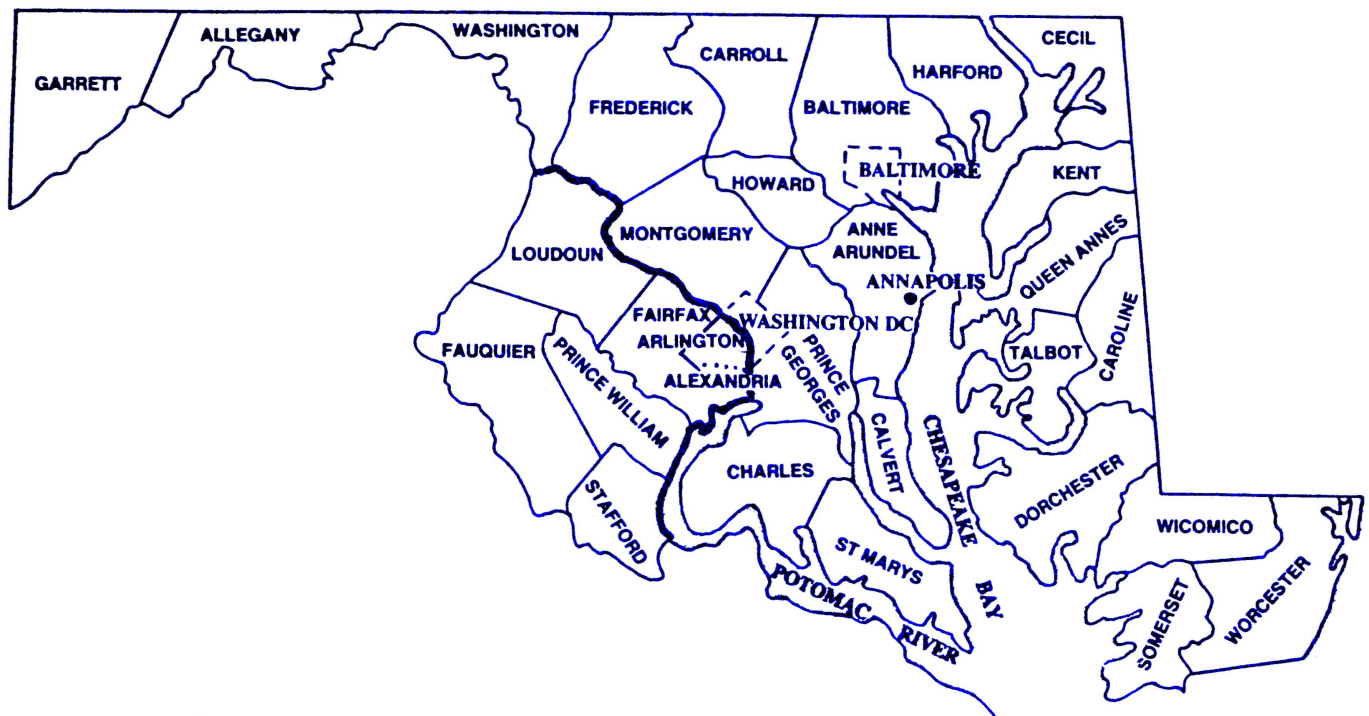 GARRETT
ALLEGANY
WASHINGTON
FREDERICK
CARROLL
BALTIMORE
HARFORD
CECIL
BALTIMORE
KENT
HOWARD
MONTGOMERY
LOUDOUN
ANNE
ARUNDEL
ANNAPOLIS
QUEEN ANNES
CAROLINE
FAIRFAX
ARLINGTON
WASHINGTON DC
TALBOT
FAUQUIER
PRINCE WILLIAM
ALEXANDRIA
PRINCE
GEORGES
CALVERT
CHESAPEAKE
BAY
CHARLES
STAFFORD
DORCHESTER
WICOMICO
ST MARYS
POTOMAC
RIVER
SOMERSET
WORCESTER